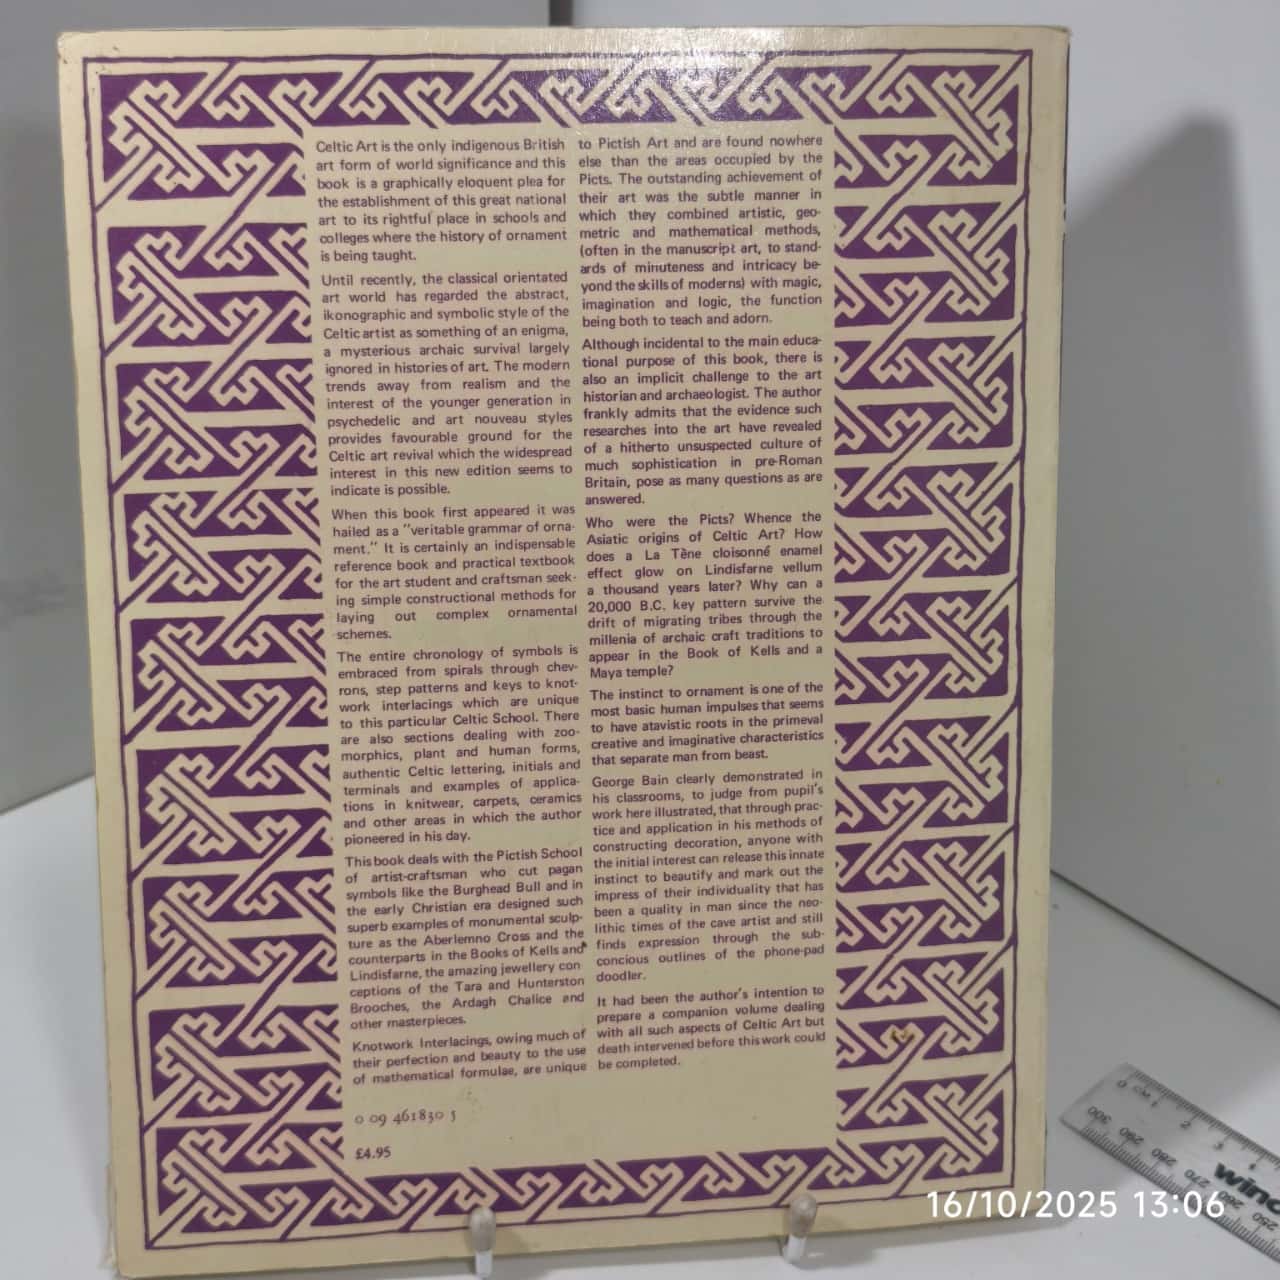 Celtic Art is the only indigenous British
art form of world significance and this
book is a graphically eloquent plea for
the establishment of this great national
art to its rightful place in schools and
colleges where the history of ornament
is being taught.
Until recently, the classical orientated
art world has regarded the abstract,
ikonographic and symbolic style of the
Celtic artist as something of an enigma,
a mysterious archaic survival largely
ignored in histories of art. The modern
trends away from realism and the
interest of the younger generation in
psychedelic and art nouveau styles
provides favourable ground for the
Celtic art revival which the widespread
interest in this new edition seems to
indicate is possible.
When this book first appeared it was
hailed as a "veritable grammar of orna-
ment." It is certainly an indispensable
reference book and practical textbook
for the art student and craftsman seek-
ing simple constructional methods for
laying out complex ornamental
schemes.
The entire chronology of symbols is
embraced from spirals through chev-
rons, step patterns and keys to knot-
work interlacings which are unique
to this particular Celtic School. There
are also sections dealing with zoo-
morphics, plant and human forms,
authentic Celtic lettering, initials and
terminals and examples of applica-
tions in knitwear, carpets, ceramics
and other areas in which the author
pioneered in his day.
This book deals with the Pictish School
of artist-craftsman who cut pagan
symbols like the Burghead Bull and in
the early Christian era designed such
superb examples of monumental sculp-
ture as the Aberlemno Cross and the
counterparts in the Books of Kells and
Lindisfarne, the amazing jewellery con
ceptions of the Tara and Hunterston
Brooches, the Ardagh Chalice and
other masterpieces.
Knotwork Interlacings, owing much of
their perfection and beauty to the use
of mathematical formulae, are unique
to Pictish Art and are found nowhere
else than the areas occupied by the
Picts. The outstanding achievement of
their art was the subtle manner in
which they combined artistic, geo-
metric and mathematical methods,
(often in the manuscript art, to stand-
ards of minuteness and intricacy be-
yond the skills of moderns) with magic,
imagination and logic, the function
being both to teach and adorn.
Although incidental to the main educa-
tional purpose of this book, there is
also an implicit challenge to the art
historian and archaeologist. The author
frankly admits that the evidence such
researches into the art have revealed
of a hitherto unsuspected culture of
much sophistication in pre-Roman
Britain, pose as many questions as are
answered.
Who were the Picts? Whence the
Asiatic origins of Celtic Art? How
does a La Tène cloisonné enamel
effect glow on Lindisfarne vellum
a thousand years later? Why can a
20,000 B.C. key pattern survive the
drift of migrating tribes through the
millenia of archaic craft traditions to
appear in the Book of Kells and a
Maya temple?
The instinct to ornament is one of the
most basic human impulses that seems
to have atavistic roots in the primeval
creative and imaginative characteristics
that separate man from beast.
George Bain clearly demonstrated in
his classrooms, to judge from pupil's
work here illustrated, that through prac-
tice and application in his methods of
constructing decoration, anyone with
the initial interest can release this innate
instinct to beautify and mark out the
impress of their individuality that has
been a quality in man since the neo-
lithic times of the cave artist and still
finds expression through the sub-
concious outlines of the phone-pad
doodler.
It had been the author's intention to
prepare a companion volume dealing
with all such aspects of Celtic Art but
death intervened before this work could
be completed.
0 09 461830 5
£4.95
0 1 2 3 4
300 290 280 270 260 250
16/10/2025 13:06